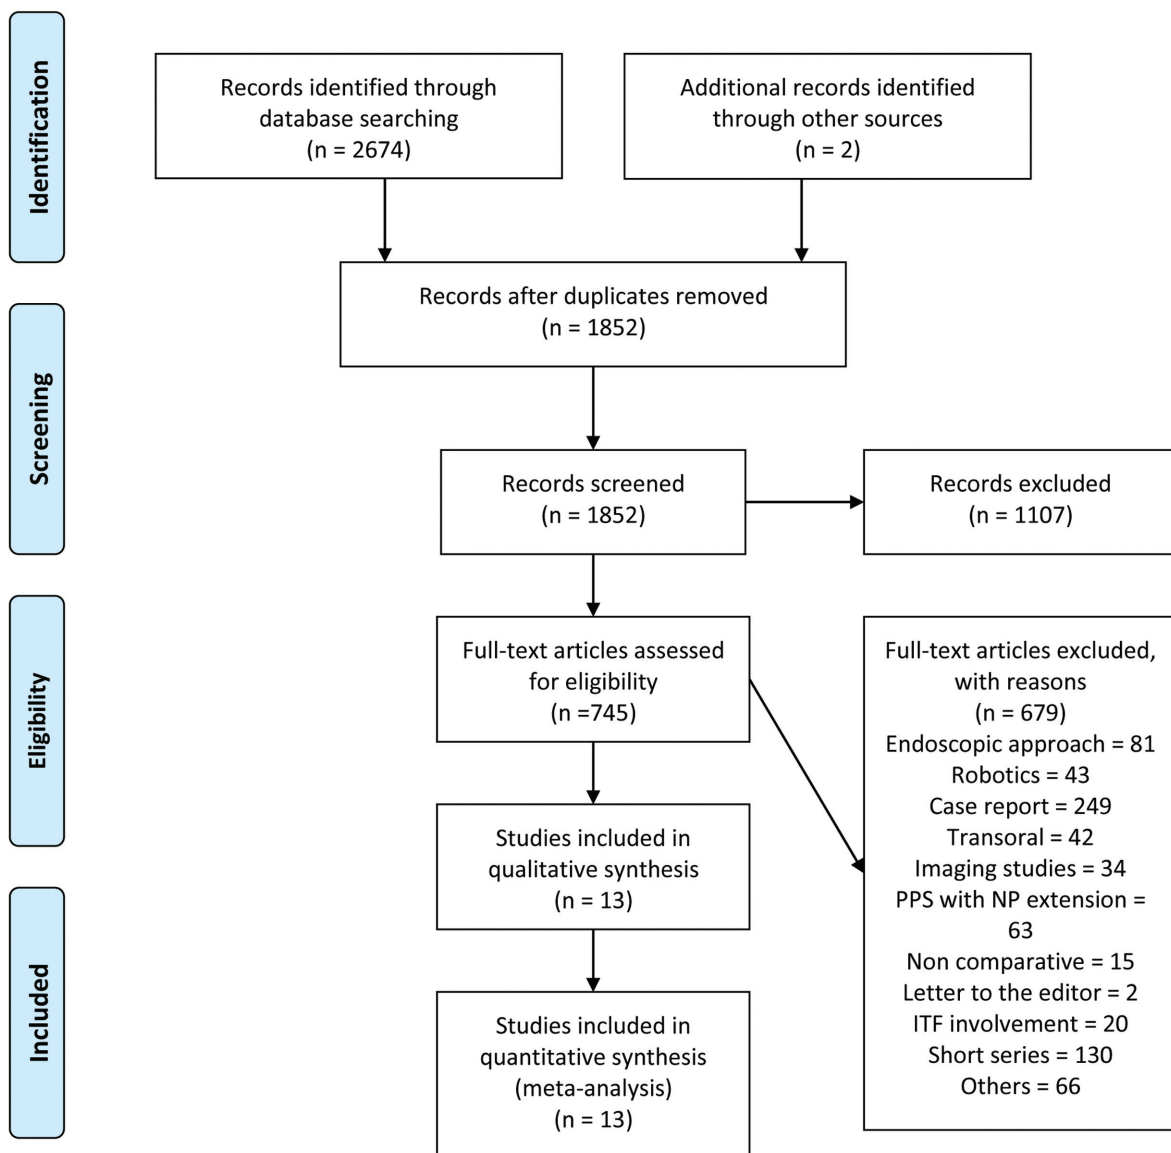 Identification
Records identified through
database searching
(n = 2674)
Additional records identified
through other sources
(n = 2)
Records after duplicates removed
(n = 1852)
Screening
Records screened
(n = 1852)
Records excluded
(n = 1107)
Eligibility
Full-text articles assessed
for eligibility
(n =745)
Full-text articles excluded,
with reasons
(n = 679)
Endoscopic approach = 81
Robotics = 43
Case report = 249
Transoral = 42
Imaging studies = 34
PPS with NP extension =
63
Non comparative = 15
Letter to the editor = 2
ITF involvement = 20
Short series = 130
Others = 66
Studies included in
qualitative synthesis
(n = 13)
Included
Studies included in
quantitative synthesis
(meta-analysis)
(n = 13)